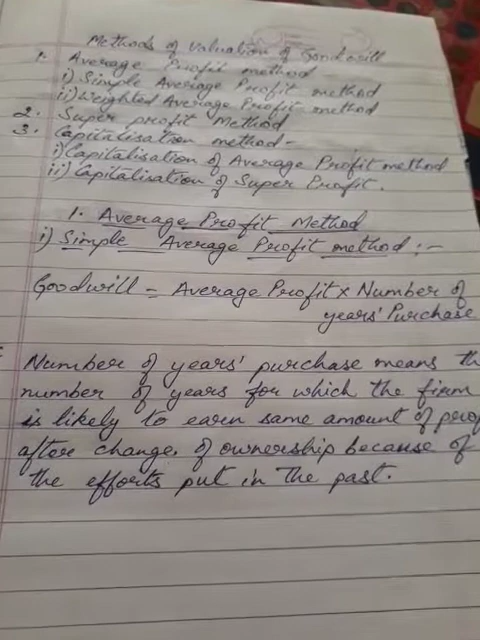 Methods of valuation of Goodwill
1. Average Profit method
i) Simple Average Profit method
ii) Weighted Average Profit method
2. Super profit Method
3. Capitalisation method -
i) Capitalisation of Average Profit method
ii) Capitalisation of Super Profit.
1. Average Profit Method
i) Simple Average Profit method :-
Goodwill = Average Profit x Number of
years' Purchase
Number of years' purchase means th
number of years for which the firm
is likely to earn same amount of prof
after change. of ownership because of
the efforts put in the past.